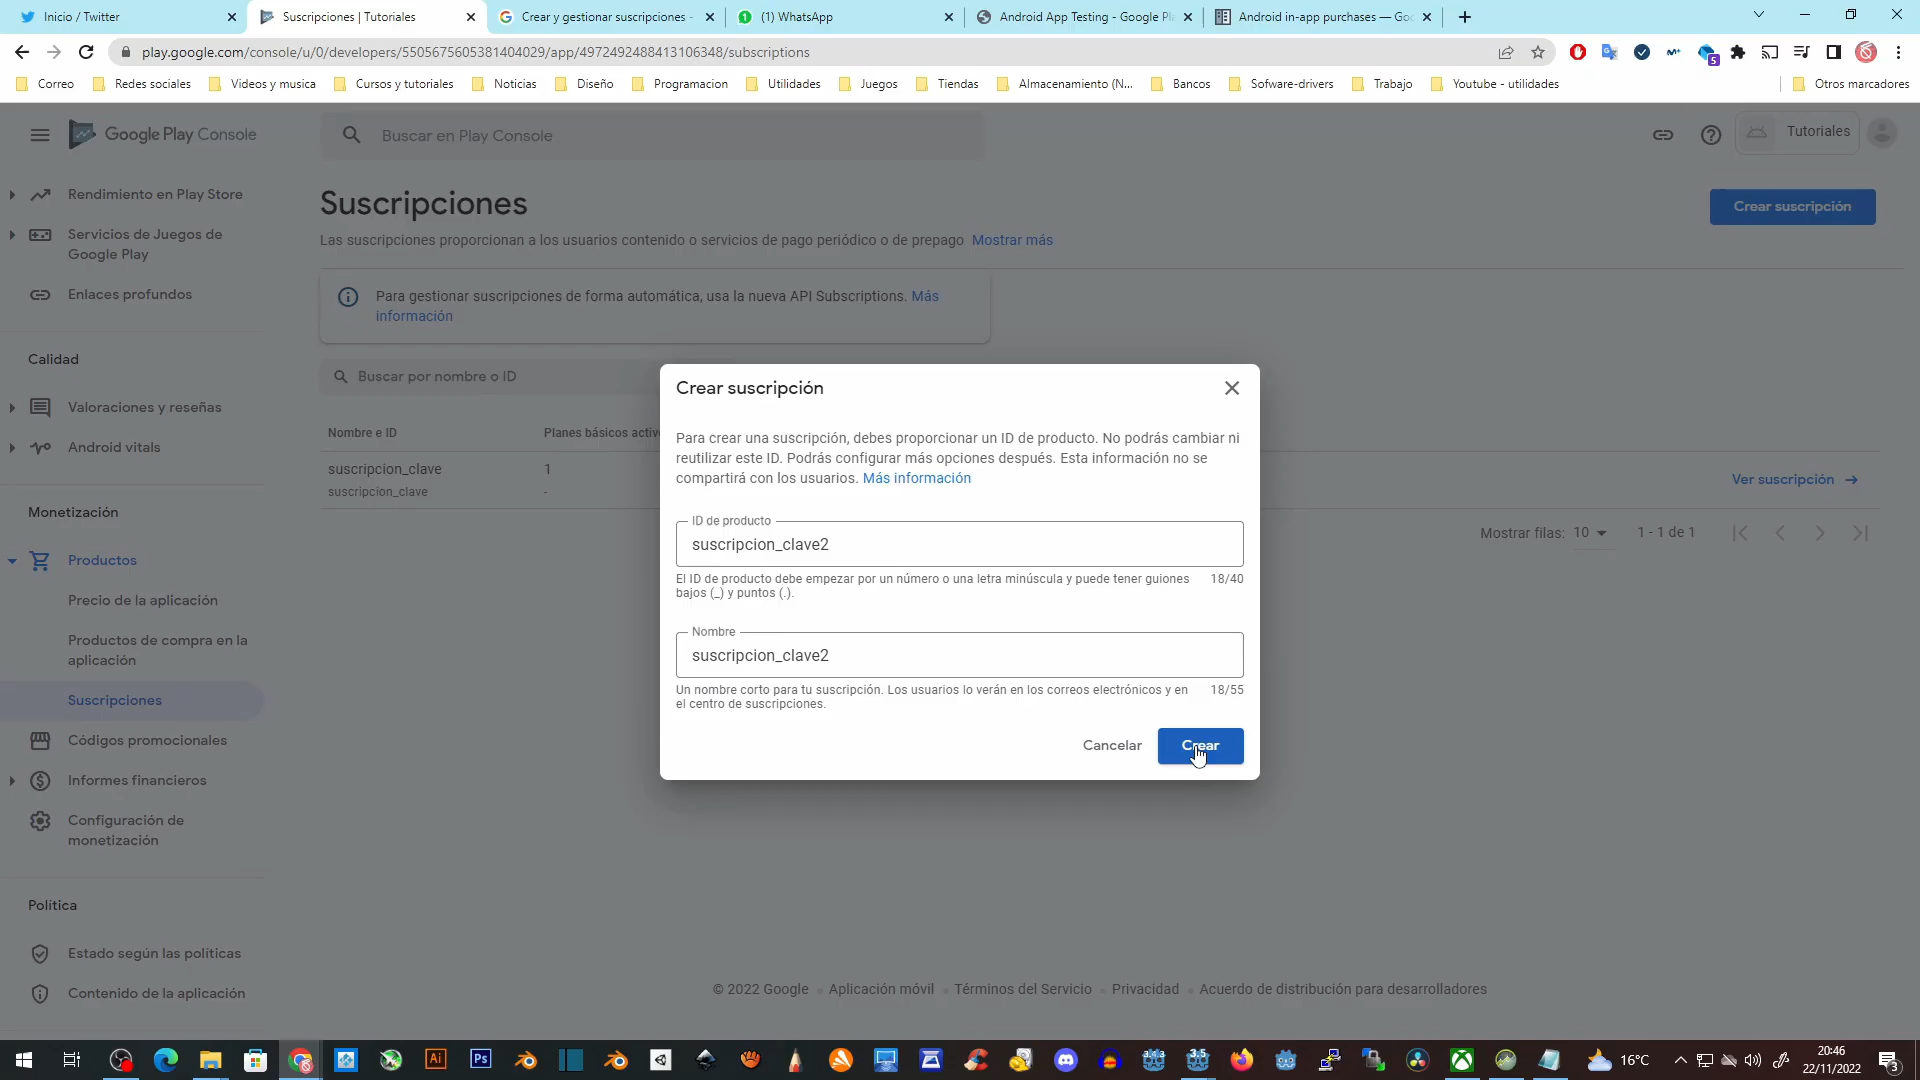 Inicio / Twitter
Suscripciones | Tutoriales
Crear y gestionar suscripciones -
(1) WhatsApp
Android App Testing - Google Pl
Android in-app purchases — Goc
play.google.com/console/u/0/developers/5505675605381404029/app/4972492488413106348/subscriptions
5
Correo
Redes sociales
Videos y musica
Cursos y tutoriales
Noticias
Diseño
Programacion
Utilidades
Juegos
Tiendas
Almacenamiento (N...
Bancos
Sofware-drivers
Trabajo
Youtube - utilidades
Otros marcadores
Google Play Console
Buscar en Play Console
Tutoriales
Rendimiento en Play Store
Servicios de Juegos de
Google Play
Enlaces profundos
Calidad
Valoraciones y reseñas
Android vitals
Monetización
Productos
Precio de la aplicación
Productos de compra en la
aplicación
Suscripciones
Códigos promocionales
Informes financieros
Configuración de
monetización
Política
Estado según las políticas
Contenido de la aplicación
Suscripciones
Crear suscripción
Las suscripciones proporcionan a los usuarios contenido o servicios de pago periódico o de prepago Mostrar más
Para gestionar suscripciones de forma automática, usa la nueva API Subscriptions. Más
información
Buscar por nombre o ID
Nombre e ID
Planes básicos activ
suscripcion_clave
1
suscripcion_clave
-
Ver suscripción
Mostrar filas: 10
1 - 1 de 1
Crear suscripción
Para crear una suscripción, debes proporcionar un ID de producto. No podrás cambiar ni
reutilizar este ID. Podrás configurar más opciones después. Esta información no se
compartirá con los usuarios. Más información
ID de producto
suscripcion_clave2
El ID de producto debe empezar por un número o una letra minúscula y puede tener guiones
bajos (_) y puntos (.).
18/40
Nombre
suscripcion_clave2
Un nombre corto para tu suscripción. Los usuarios lo verán en los correos electrónicos y en
el centro de suscripciones.
18/55
Cancelar
Crear
© 2022 Google
Aplicación móvil
Términos del Servicio
Privacidad
Acuerdo de distribución para desarrolladores
Ai
Ps
3.4.3
3.5
16°C
20:46
22/11/2022
3